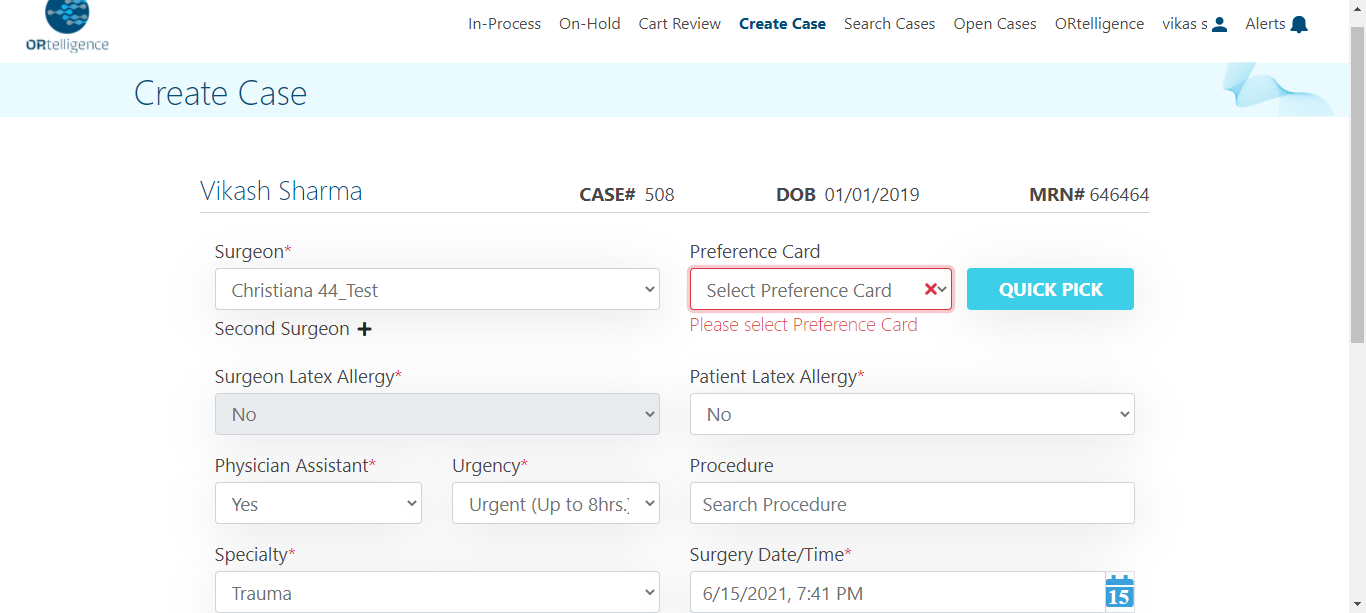 ORtelligence
In-Process On-Hold Cart Review Create Case Search Cases Open Cases ORtelligence vikas s Alerts
Create Case
Vikash Sharma CASE# 508 DOB 01/01/2019 MRN# 646464
Surgeon* Preference Card
Christiana 44_Test Select Preference Card QUICK PICK
Second Surgeon Please select Preference Card
Surgeon Latex Allergy* Patient Latex Allergy*
No No
Physician Assistant* Urgency* Procedure
Yes Urgent (Up to 8hrs.) Search Procedure
Specialty* Surgery Date/Time*
Trauma 6/15/2021, 7:41 PM 15